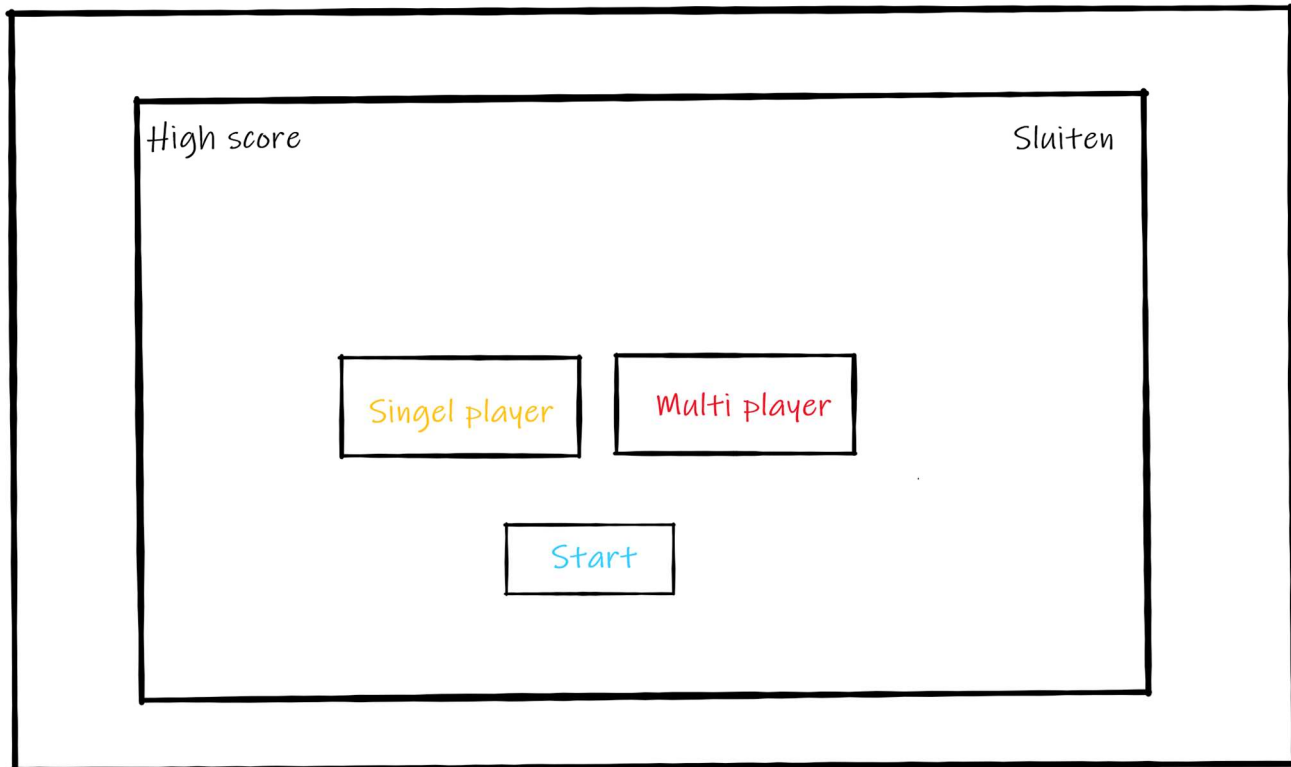 High score
Sluiten
Singel player
Multi player
Start